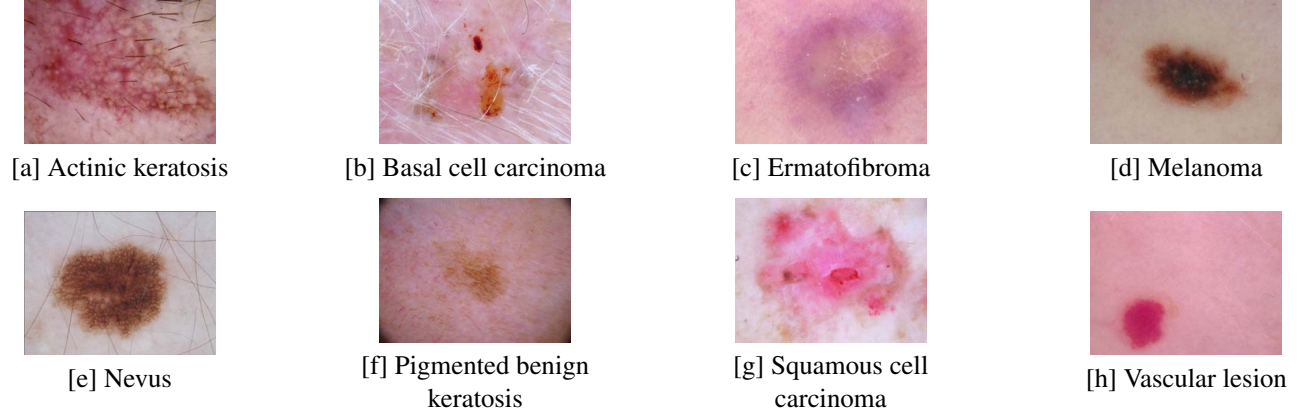 [a] Actinic keratosis
[b] Basal cell carcinoma
[c] Ermatofibroma
[d] Melanoma
[e] Nevus
[f] Pigmented benign
keratosis
[g] Squamous cell
carcinoma
[h] Vascular lesion